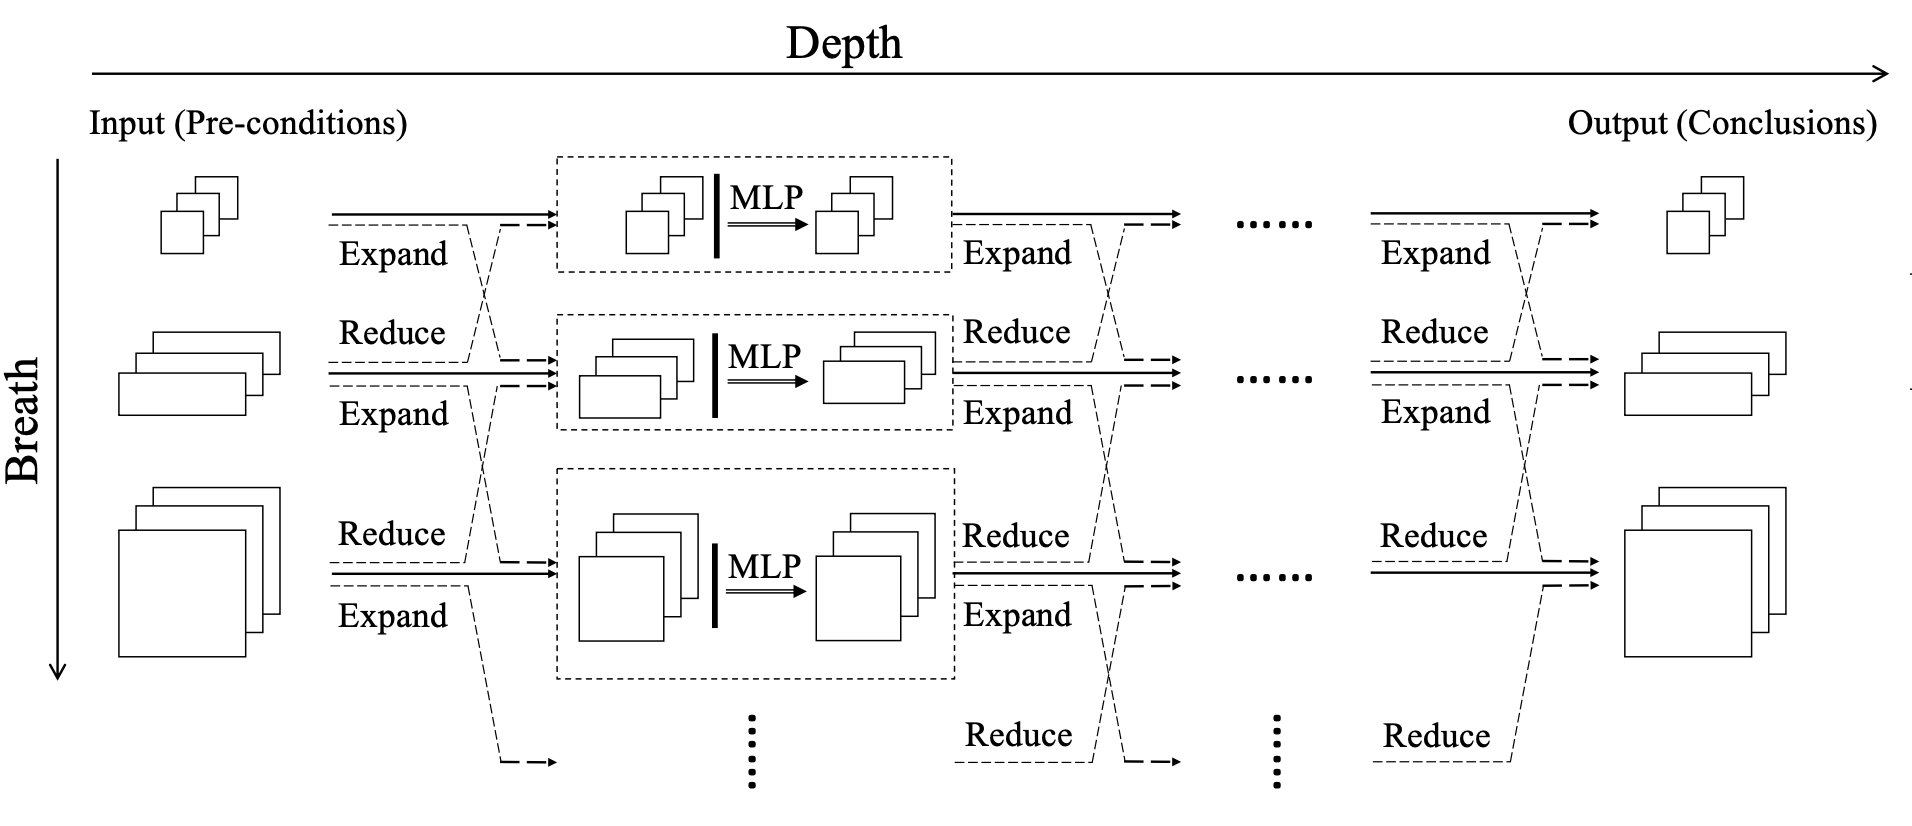 Depth
Input (Pre-conditions)
Output (Conclusions)
Breath
MLP
Expand
Expand
Expand
Reduce
Reduce
Reduce
MLP
Expand
Expand
Expand
Reduce
Reduce
Reduce
MLP
Expand
Expand
Reduce
Reduce